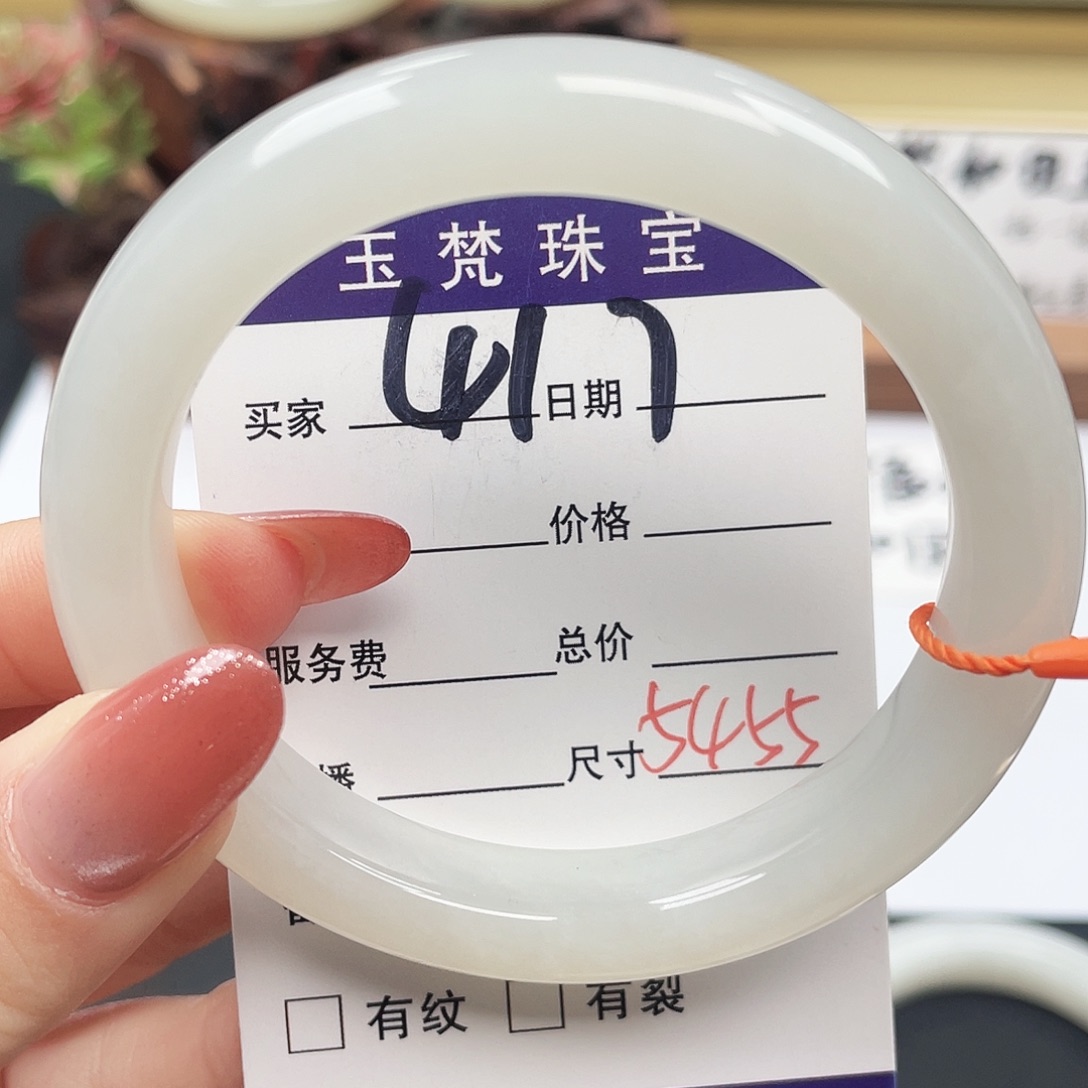 玉梵珠宝
417
买家 日期
价格
服务费 总价
播 尺寸 5455
有纹 有裂